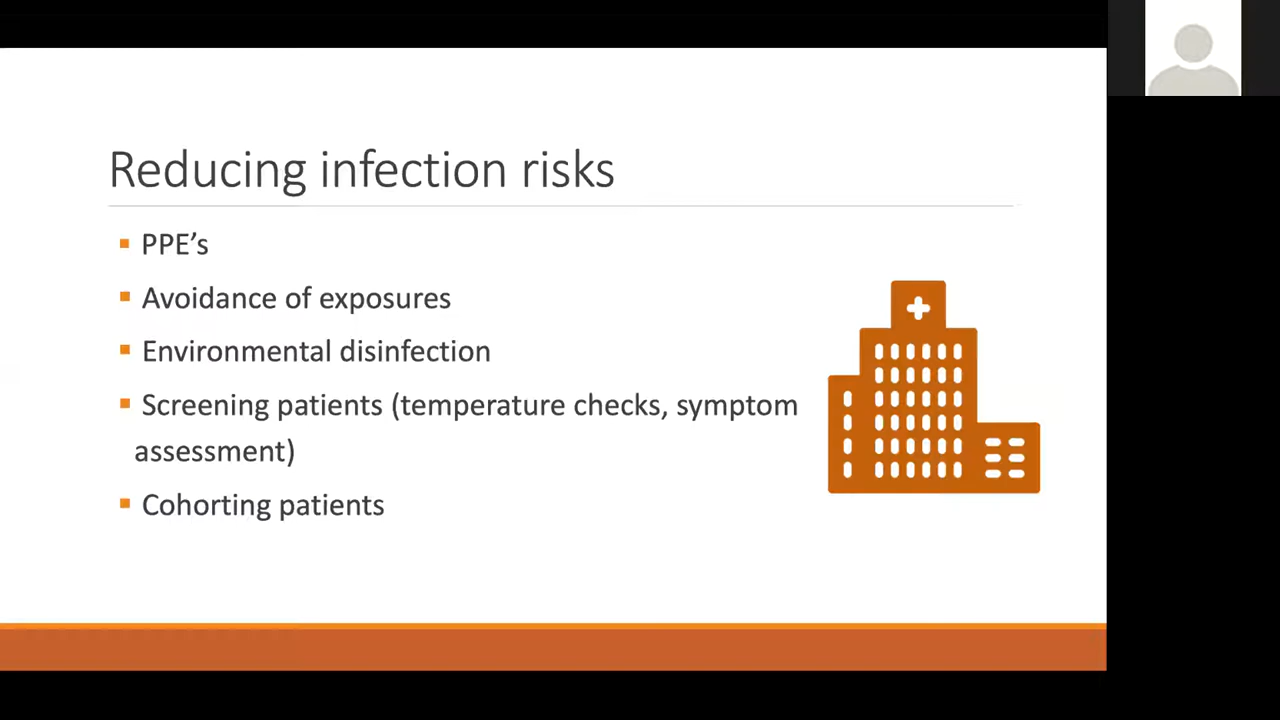 Reducing infection risks
PPE’s
Avoidance of exposures
Environmental disinfection
Screening patients (temperature checks, symptom
assessment)
Cohorting patients